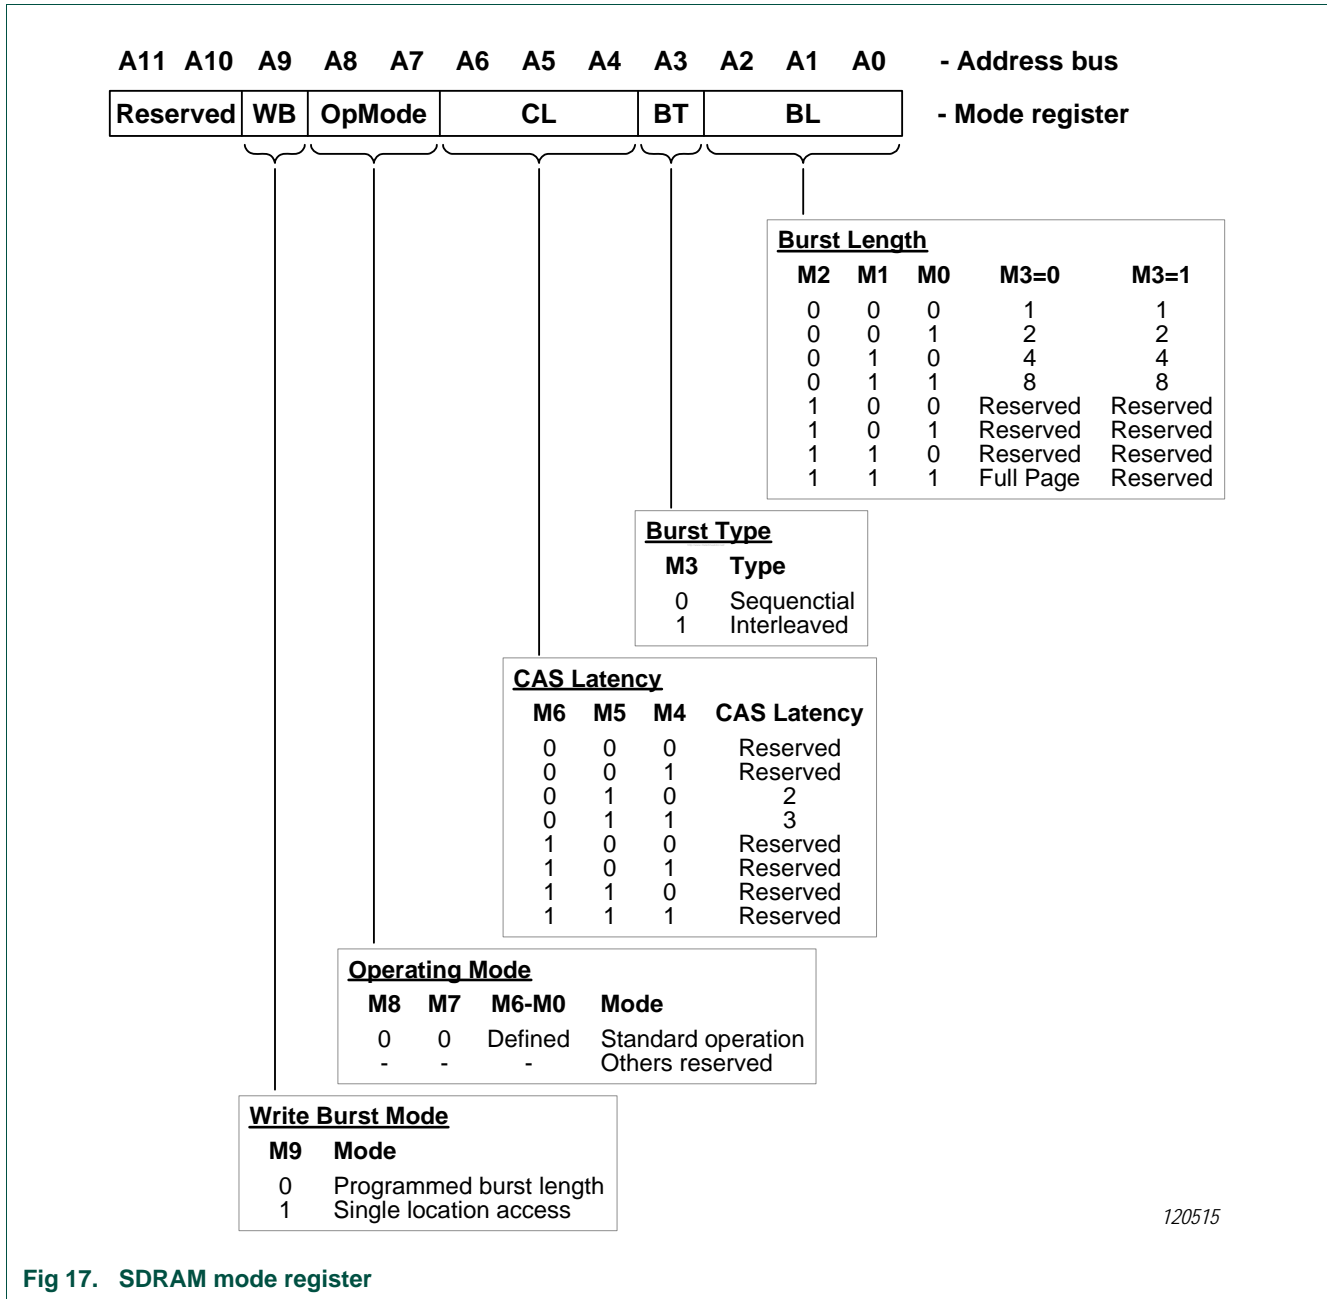 A11 A10 A9 A8 A7 A6 A5 A4 A3 A2 A1 A0 - Address bus
Reserved WB OpMode CL BT BL - Mode register
Burst Length
M2 M1 M0 M3=0 M3=1
0 0 0 1 1
0 0 1 2 2
0 1 0 4 4
0 1 1 8 8
1 0 0 Reserved Reserved
1 0 1 Reserved Reserved
1 1 0 Reserved Reserved
1 1 1 Full Page Reserved
Burst Type
M3 Type
0 Sequenctial
1 Interleaved
CAS Latency
M6 M5 M4 CAS Latency
0 0 0 Reserved
0 0 1 Reserved
0 1 0 2
0 1 1 3
1 0 0 Reserved
1 0 1 Reserved
1 1 0 Reserved
1 1 1 Reserved
Operating Mode
M8 M7 M6-M0 Mode
0 0 Defined Standard operation
- - - Others reserved
Write Burst Mode
M9 Mode
0 Programmed burst length
1 Single location access
120515
Fig 17. SDRAM mode register